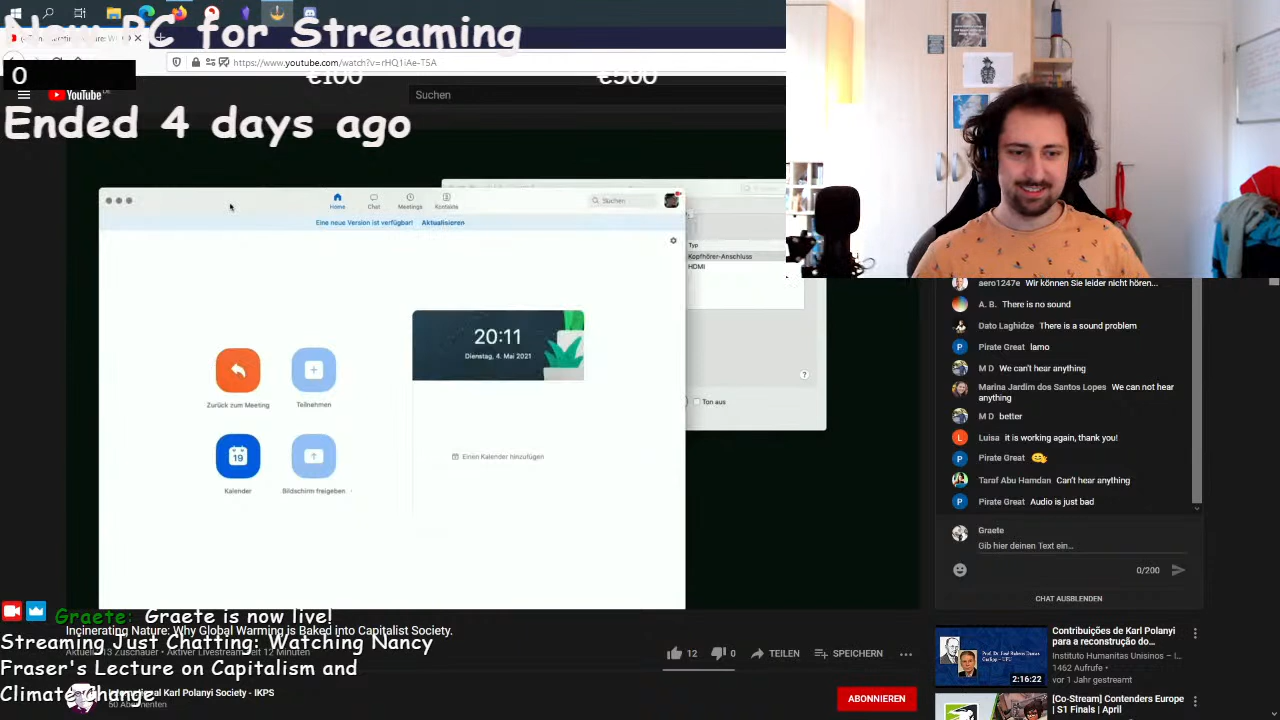 New PC for Streaming
https://www.youtube.com/watch?v=rHQ1iAe-T5A
0
€100
€500
YouTube
DE
Suchen
Ended 4 days ago
Home
Chat
Meetings
Kontakte
Suchen
Eine neue Version ist verfügbar! Aktualisieren
Typ
Kopfhörer-Anschluss
HDMI
20:11
Dienstag, 4. Mai 2021
?
Zurück zum Meeting
Teilnehmen
Ton aus
Einen Kalender hinzufügen
19
Kalender
Bildschirm freigeben
aero1247e Wir können Sie leider nicht hören...
A. B. There is no sound
Dato Laghidze There is a sound problem
Pirate Great lamo
M D We can't hear anything
Marina Jardim dos Santos Lopes We can not hear
anything
M D better
Luisa it is working again, thank you!
Pirate Great
Taraf Abu Hamdan Can't hear anything
Pirate Great Audio is just bad
Graete
Gib hier deinen Text ein...
0/200
CHAT AUSBLENDEN
Graete: Graete is now live!
Incinerating Nature: Why Global Warming is Baked into Capitalist Society.
Streaming Just Chatting: Watching Nancy
Fraser's Lecture on Capitalism and
Climate Change
12
0
TEILEN
SPEICHERN
Karl Polanyi Society - IKPS
50 Abonnenten
ABONNIEREN
Contribuições de Karl Polanyi
para a reconstrução do...
Instituto Humanitas Unisinos – I...
1462 Aufrufe
vor 1 Jahr gestreamt
2:16:22
[Co-Stream] Contenders Europe
| S1 Finals | April